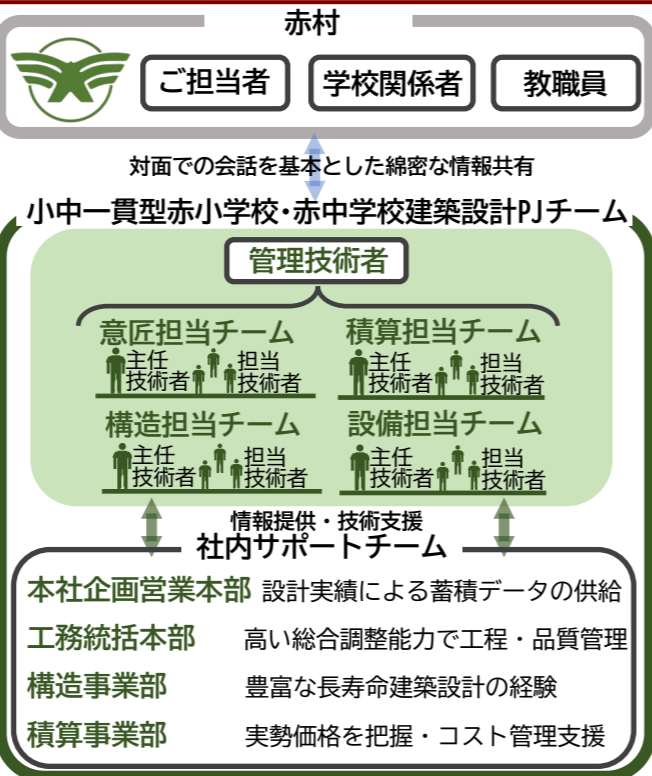 赤村
ご担当者 学校関係者 教職員
対面での会話を基本とした綿密な情報共有
小中一貫型赤小学校・赤中学校建築設計PJチーム
管理技術者
意匠担当チーム 積算担当チーム
主任 担当 主任 担当
技術者 技術者 技術者 技術者
構造担当チーム 設備担当チーム
主任 担当 主任 担当
技術者 技術者 技術者 技術者
情報提供・技術支援
社内サポートチーム
本社企画営業本部 設計実績による蓄積データの供給
工務統括本部 高い総合調整能力で工程・品質管理
構造事業部 豊富な長寿命建築設計の経験
積算事業部 実勢価格を把握・コスト管理支援